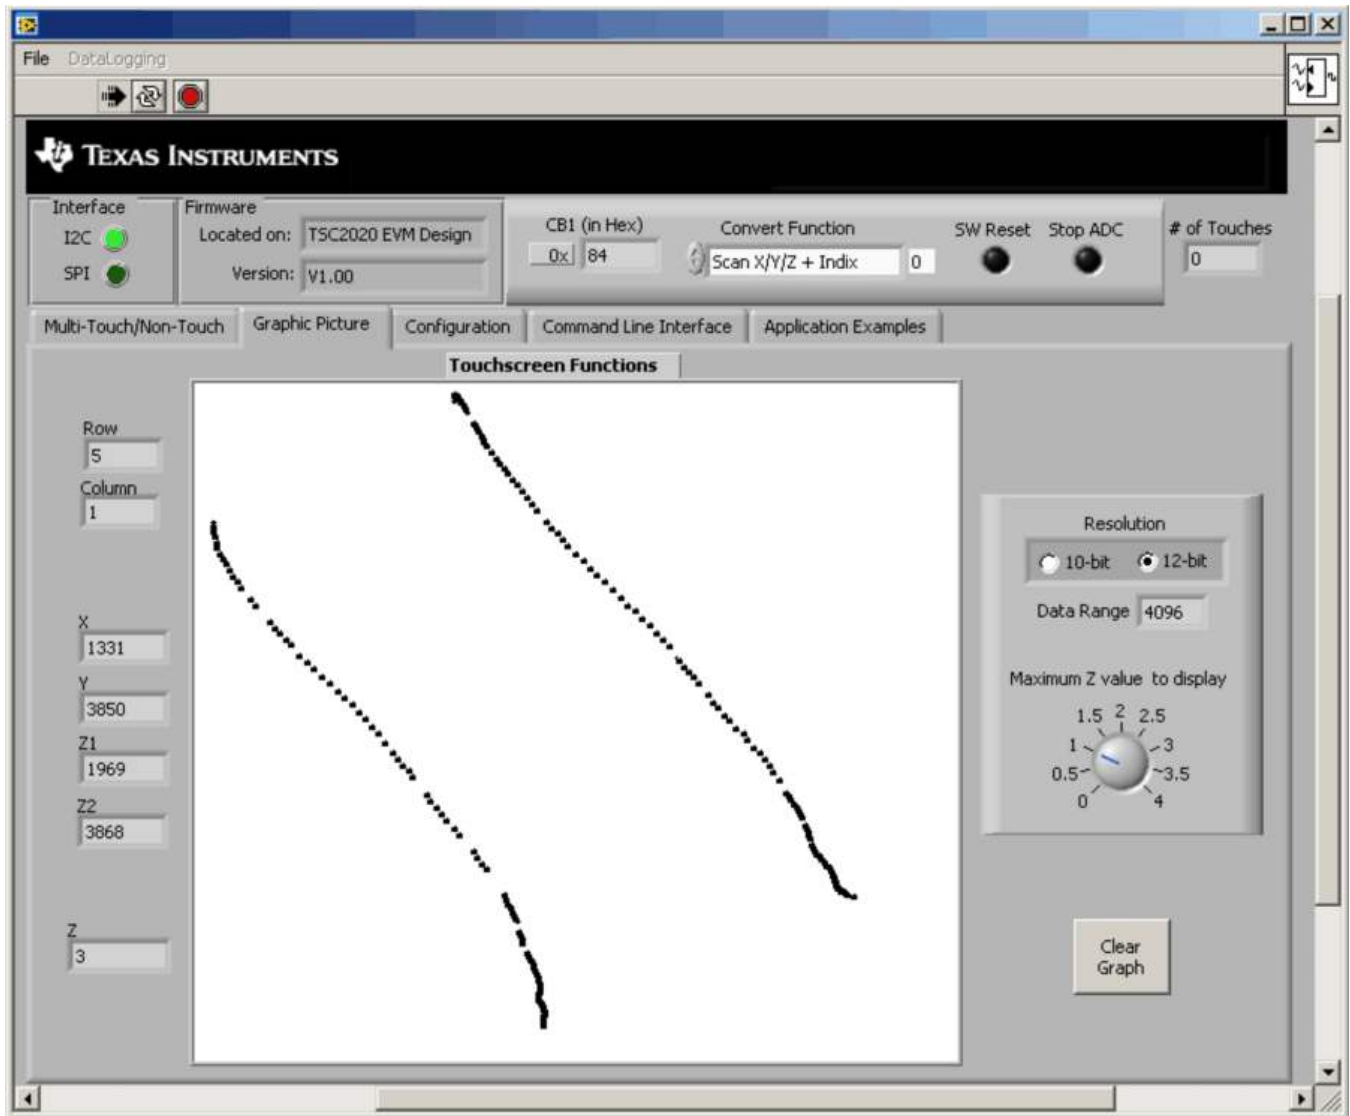 File DataLogging
TEXAS INSTRUMENTS
Interface
I2C
SPI
Firmware
Located on: TSC2020 EVM Design
Version: V1.00
CB1 (in Hex)
0x 84
Convert Function
Scan X/Y/Z + Indix 0
SW Reset
Stop ADC
# of Touches
0
Multi-Touch/Non-Touch Graphic Picture Configuration Command Line Interface Application Examples
Touchscreen Functions
Row
5
Column
1
X
1331
Y
3850
Z1
1969
Z2
3868
Z
3
Resolution
10-bit 12-bit
Data Range 4096
Maximum Z value to display
0 0.5 1 1.5 2 2.5 3 3.5 4
Clear
Graph